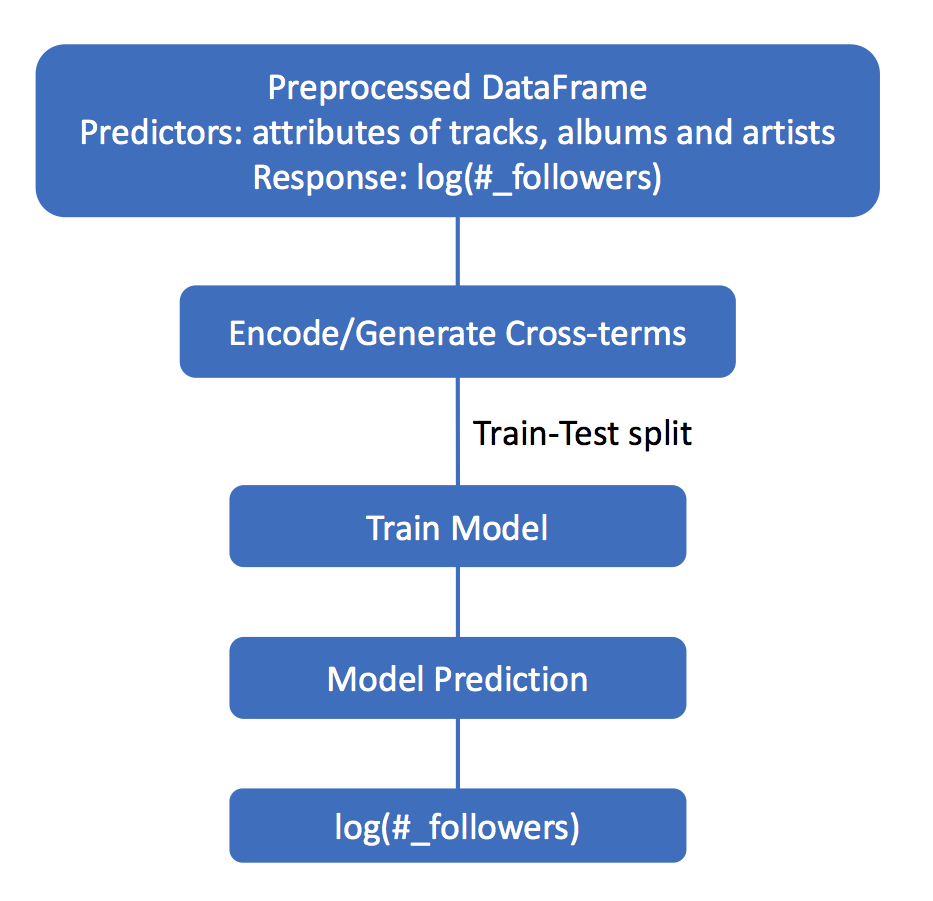 Preprocessed DataFrame
Predictors: attributes of tracks, albums and artists
Response: log(#_followers)
Encode/Generate Cross-terms
Train-Test split
Train Model
Model Prediction
log(#_followers)